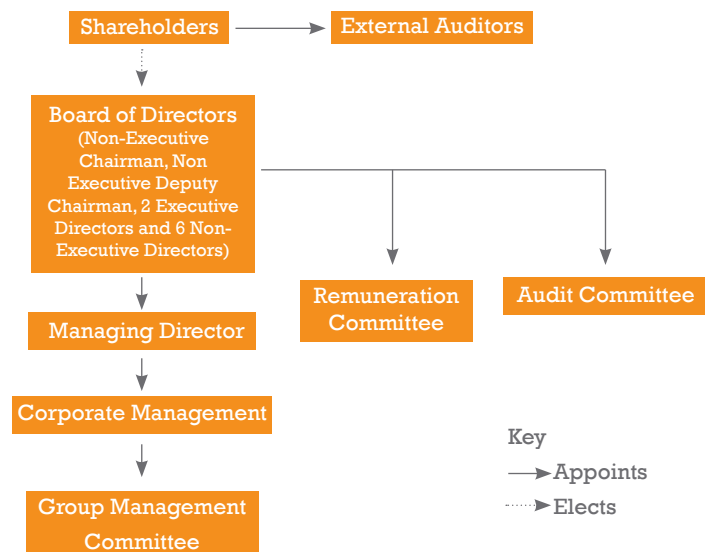 Shareholders
External Auditors
Board of Directors
(Non-Executive
Chairman, Non
Executive Deputy
Chairman, 2 Executive
Directors and 6 Non-
Executive Directors)
Remuneration
Committee
Audit Committee
Managing Director
Corporate Management
Group Management
Committee
Key
Appoints
Elects